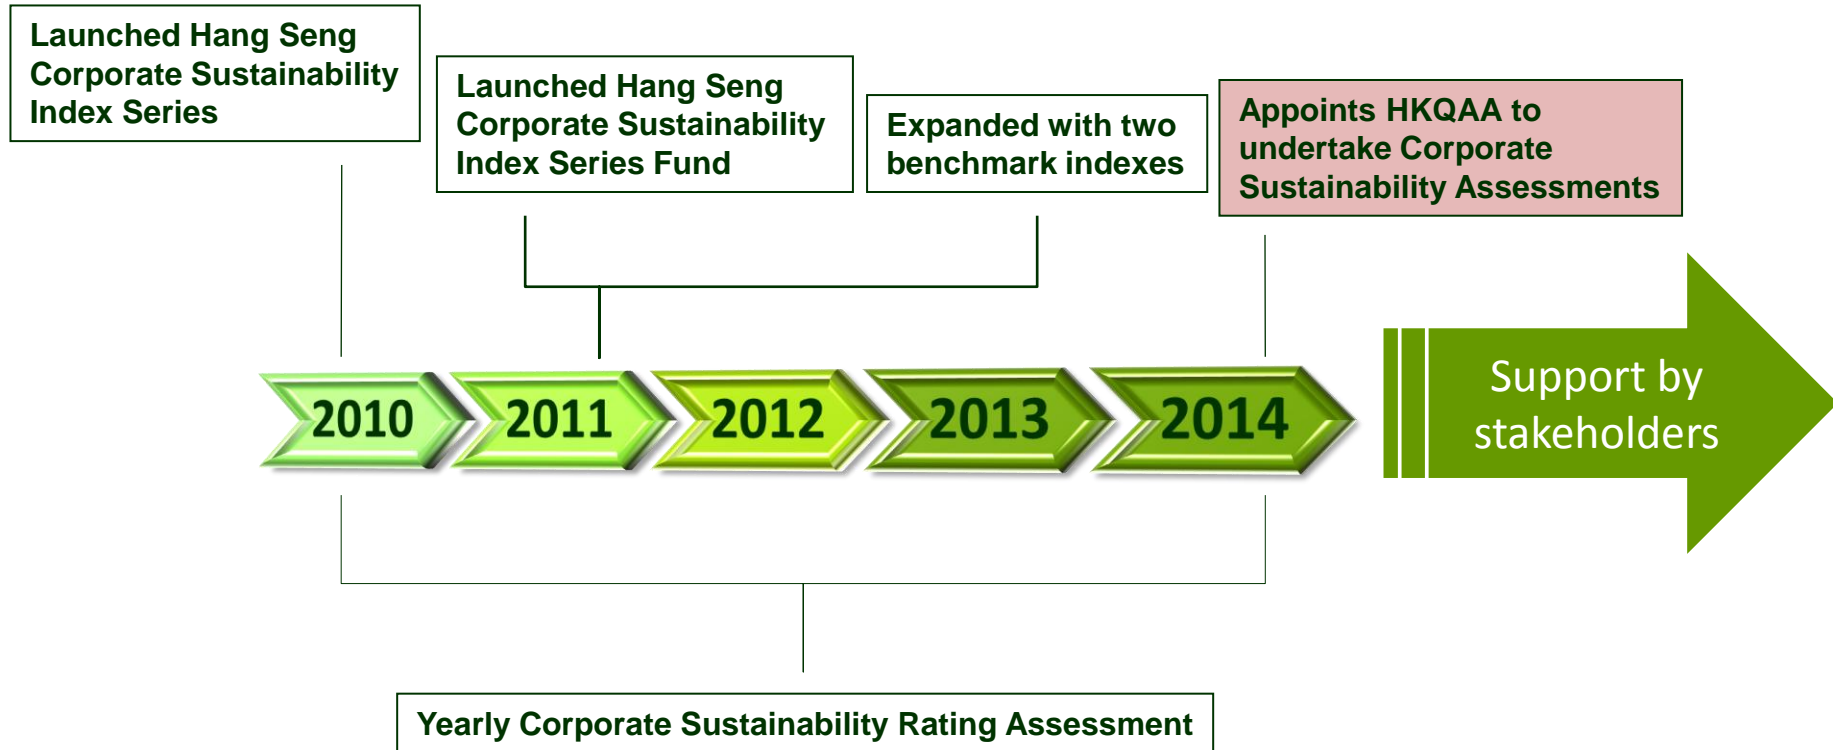 Launched Hang Seng
Corporate Sustainability
Index Series
Launched Hang Seng
Corporate Sustainability
Index Series Fund
Expanded with two
benchmark indexes
Appoints HKQAA to
undertake Corporate
Sustainability Assessments
2010
2011
2012
2013
2014
Support by
stakeholders
Yearly Corporate Sustainability Rating Assessment